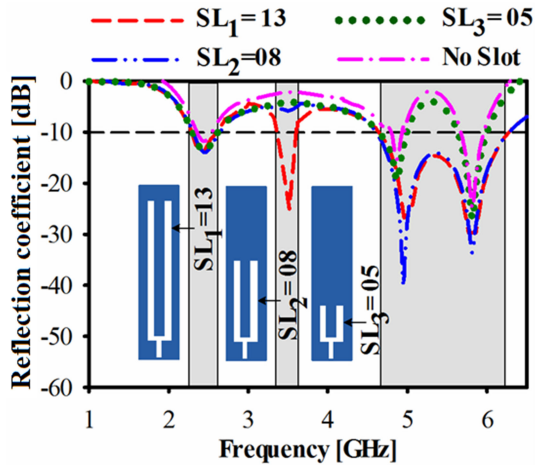 SL1=13
SL3=05
SL2=08
No Slot
Reflection coefficient [dB]
0
-10
-20
-30
-40
-50
-60
SL1=13
SL2=08
SL3=05
1 2 3 4 5 6
Frequency [GHz]